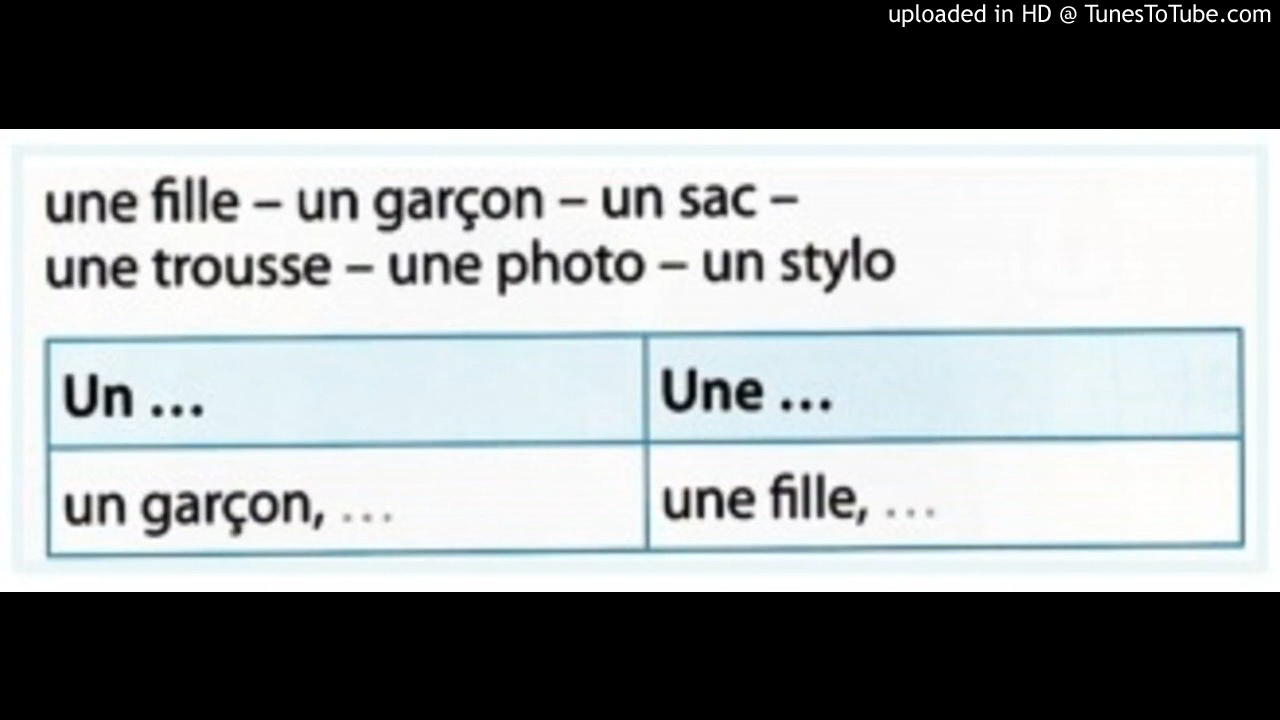 uploaded in HD @ TunesToTube.com
une fille – un garçon – un sac –
une trousse – une photo – un stylo
Un ...
Une ...
un garçon, ...
une fille, ...